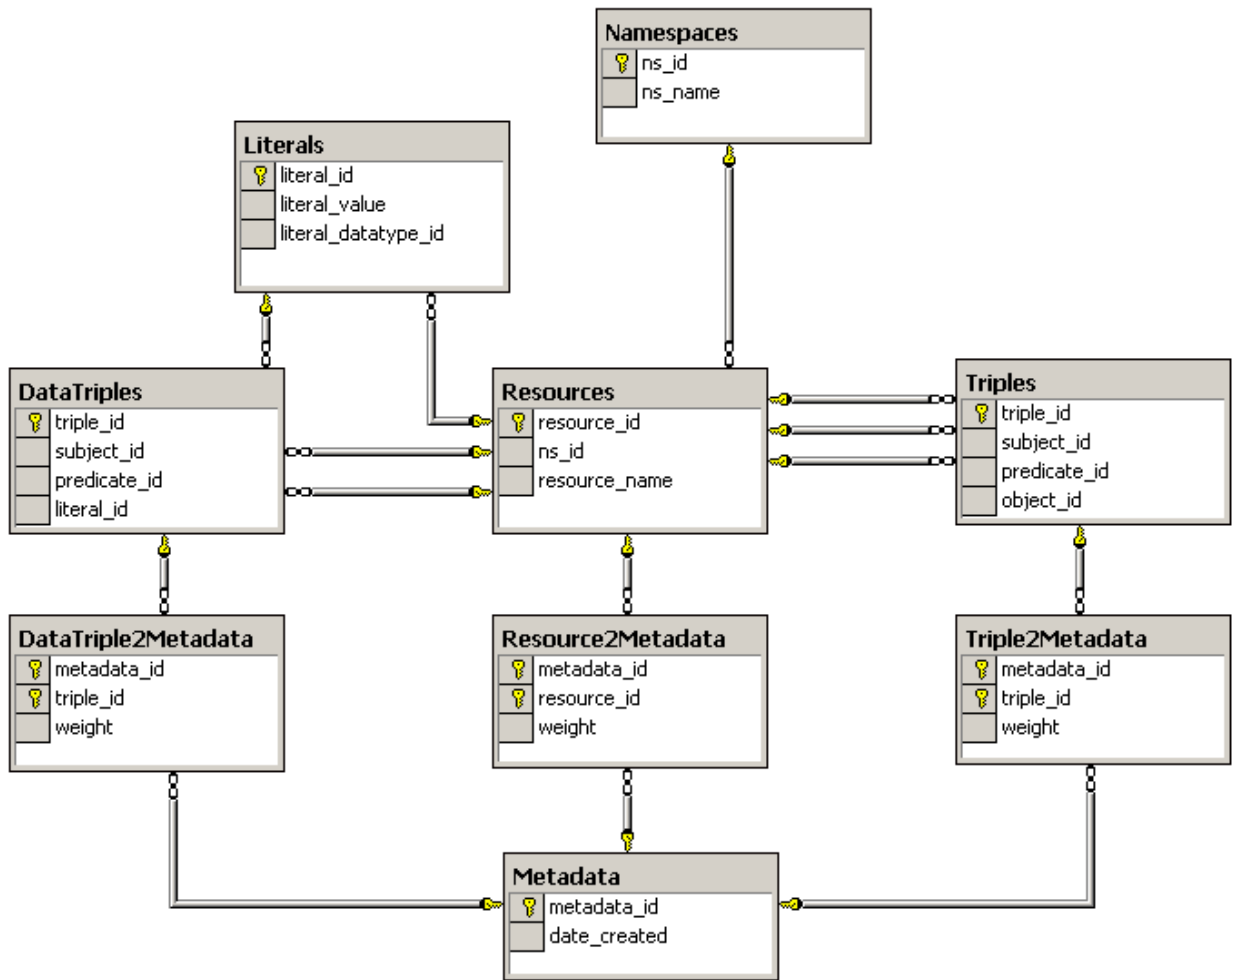 Namespaces
ns_id
ns_name
Literals
literal_id
literal_value
literal_datatype_id
DataTriples
triple_id
subject_id
predicate_id
literal_id
Resources
resource_id
ns_id
resource_name
Triples
triple_id
subject_id
predicate_id
object_id
DataTriple2Metadata
metadata_id
triple_id
weight
Resource2Metadata
metadata_id
resource_id
weight
Triple2Metadata
metadata_id
triple_id
weight
Metadata
metadata_id
date_created